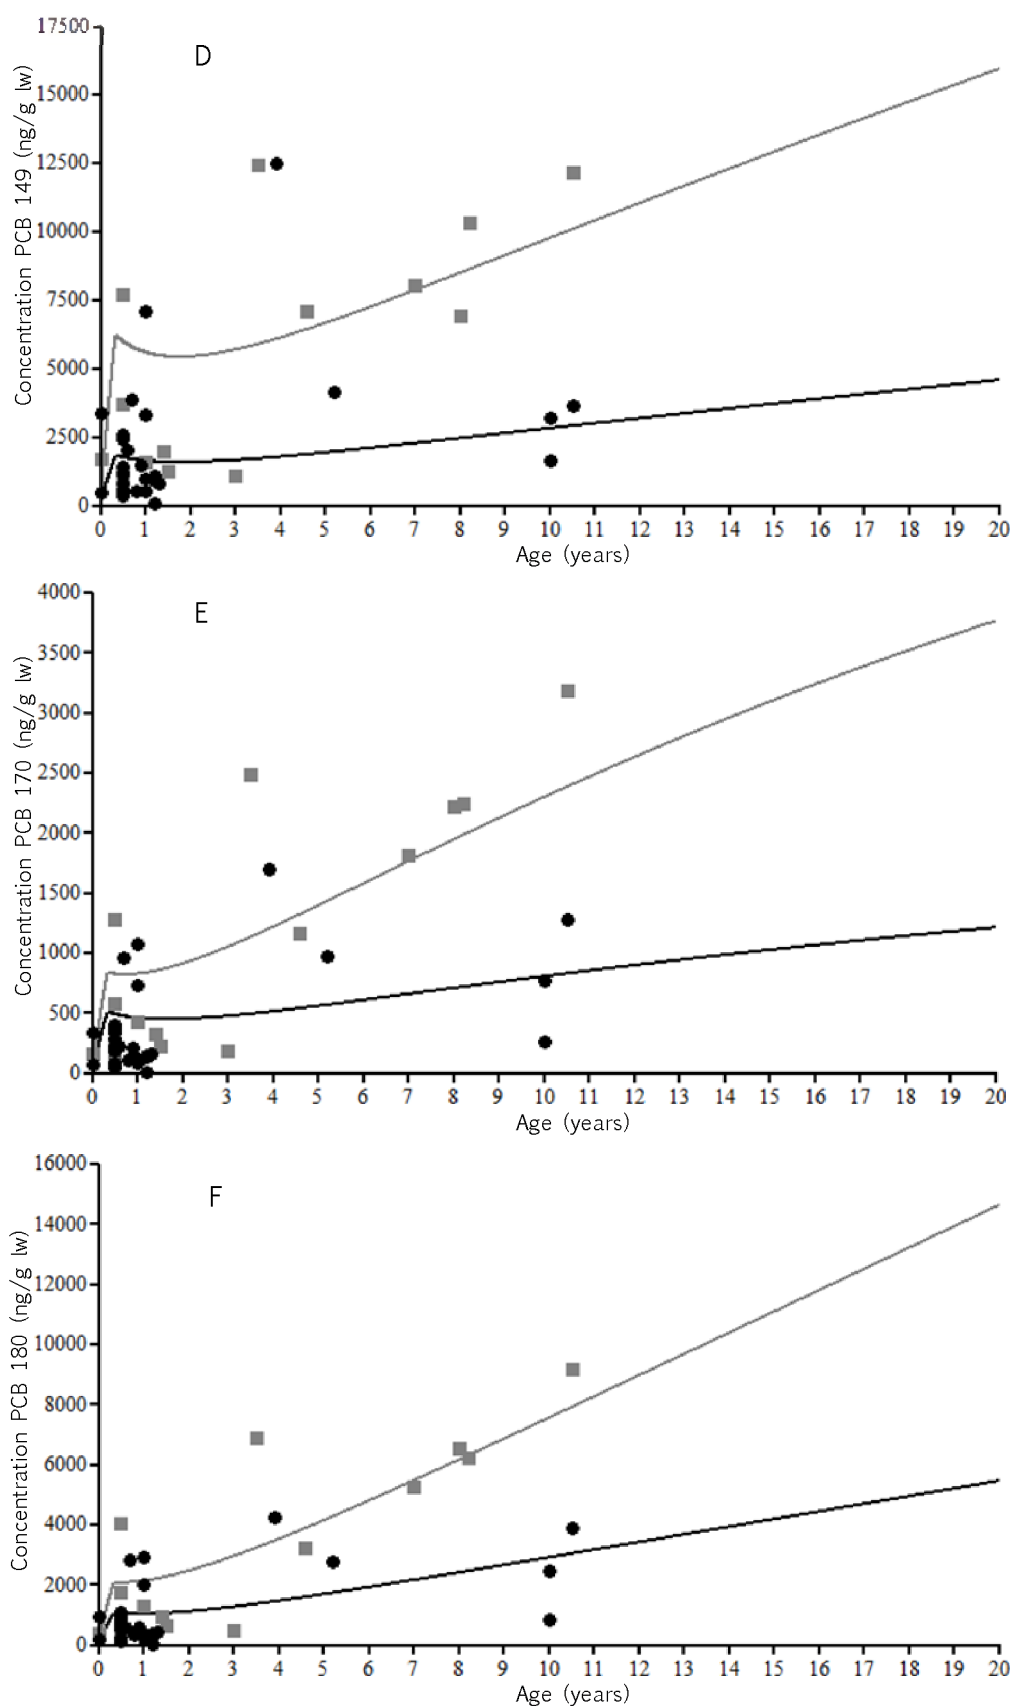 D
Concentration PCB 149 (ng/g lw)
17500
15000
12500
10000
7500
5000
2500
0
0 1 2 3 4 5 6 7 8 9 10 11 12 13 14 15 16 17 18 19 20
Age (years)
E
Concentration PCB 170 (ng/g lw)
4000
3500
3000
2500
2000
1500
1000
500
0
0 1 2 3 4 5 6 7 8 9 10 11 12 13 14 15 16 17 18 19 20
Age (years)
F
Concentration PCB 180 (ng/g lw)
16000
14000
12000
10000
8000
6000
4000
2000
0
0 1 2 3 4 5 6 7 8 9 10 11 12 13 14 15 16 17 18 19 20
Age (years)